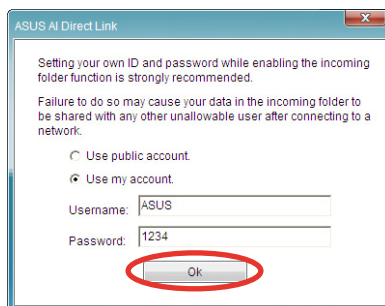 ASUS AI Direct Link
Setting your own ID and password while enabling the incoming
folder function is strongly recommended.
Failure to do so may cause your data in the incoming folder to
be shared with any other unallowable user after connecting to a
network.
Use public account.
Use my account.
Username: ASUS
Password: 1234
Ok